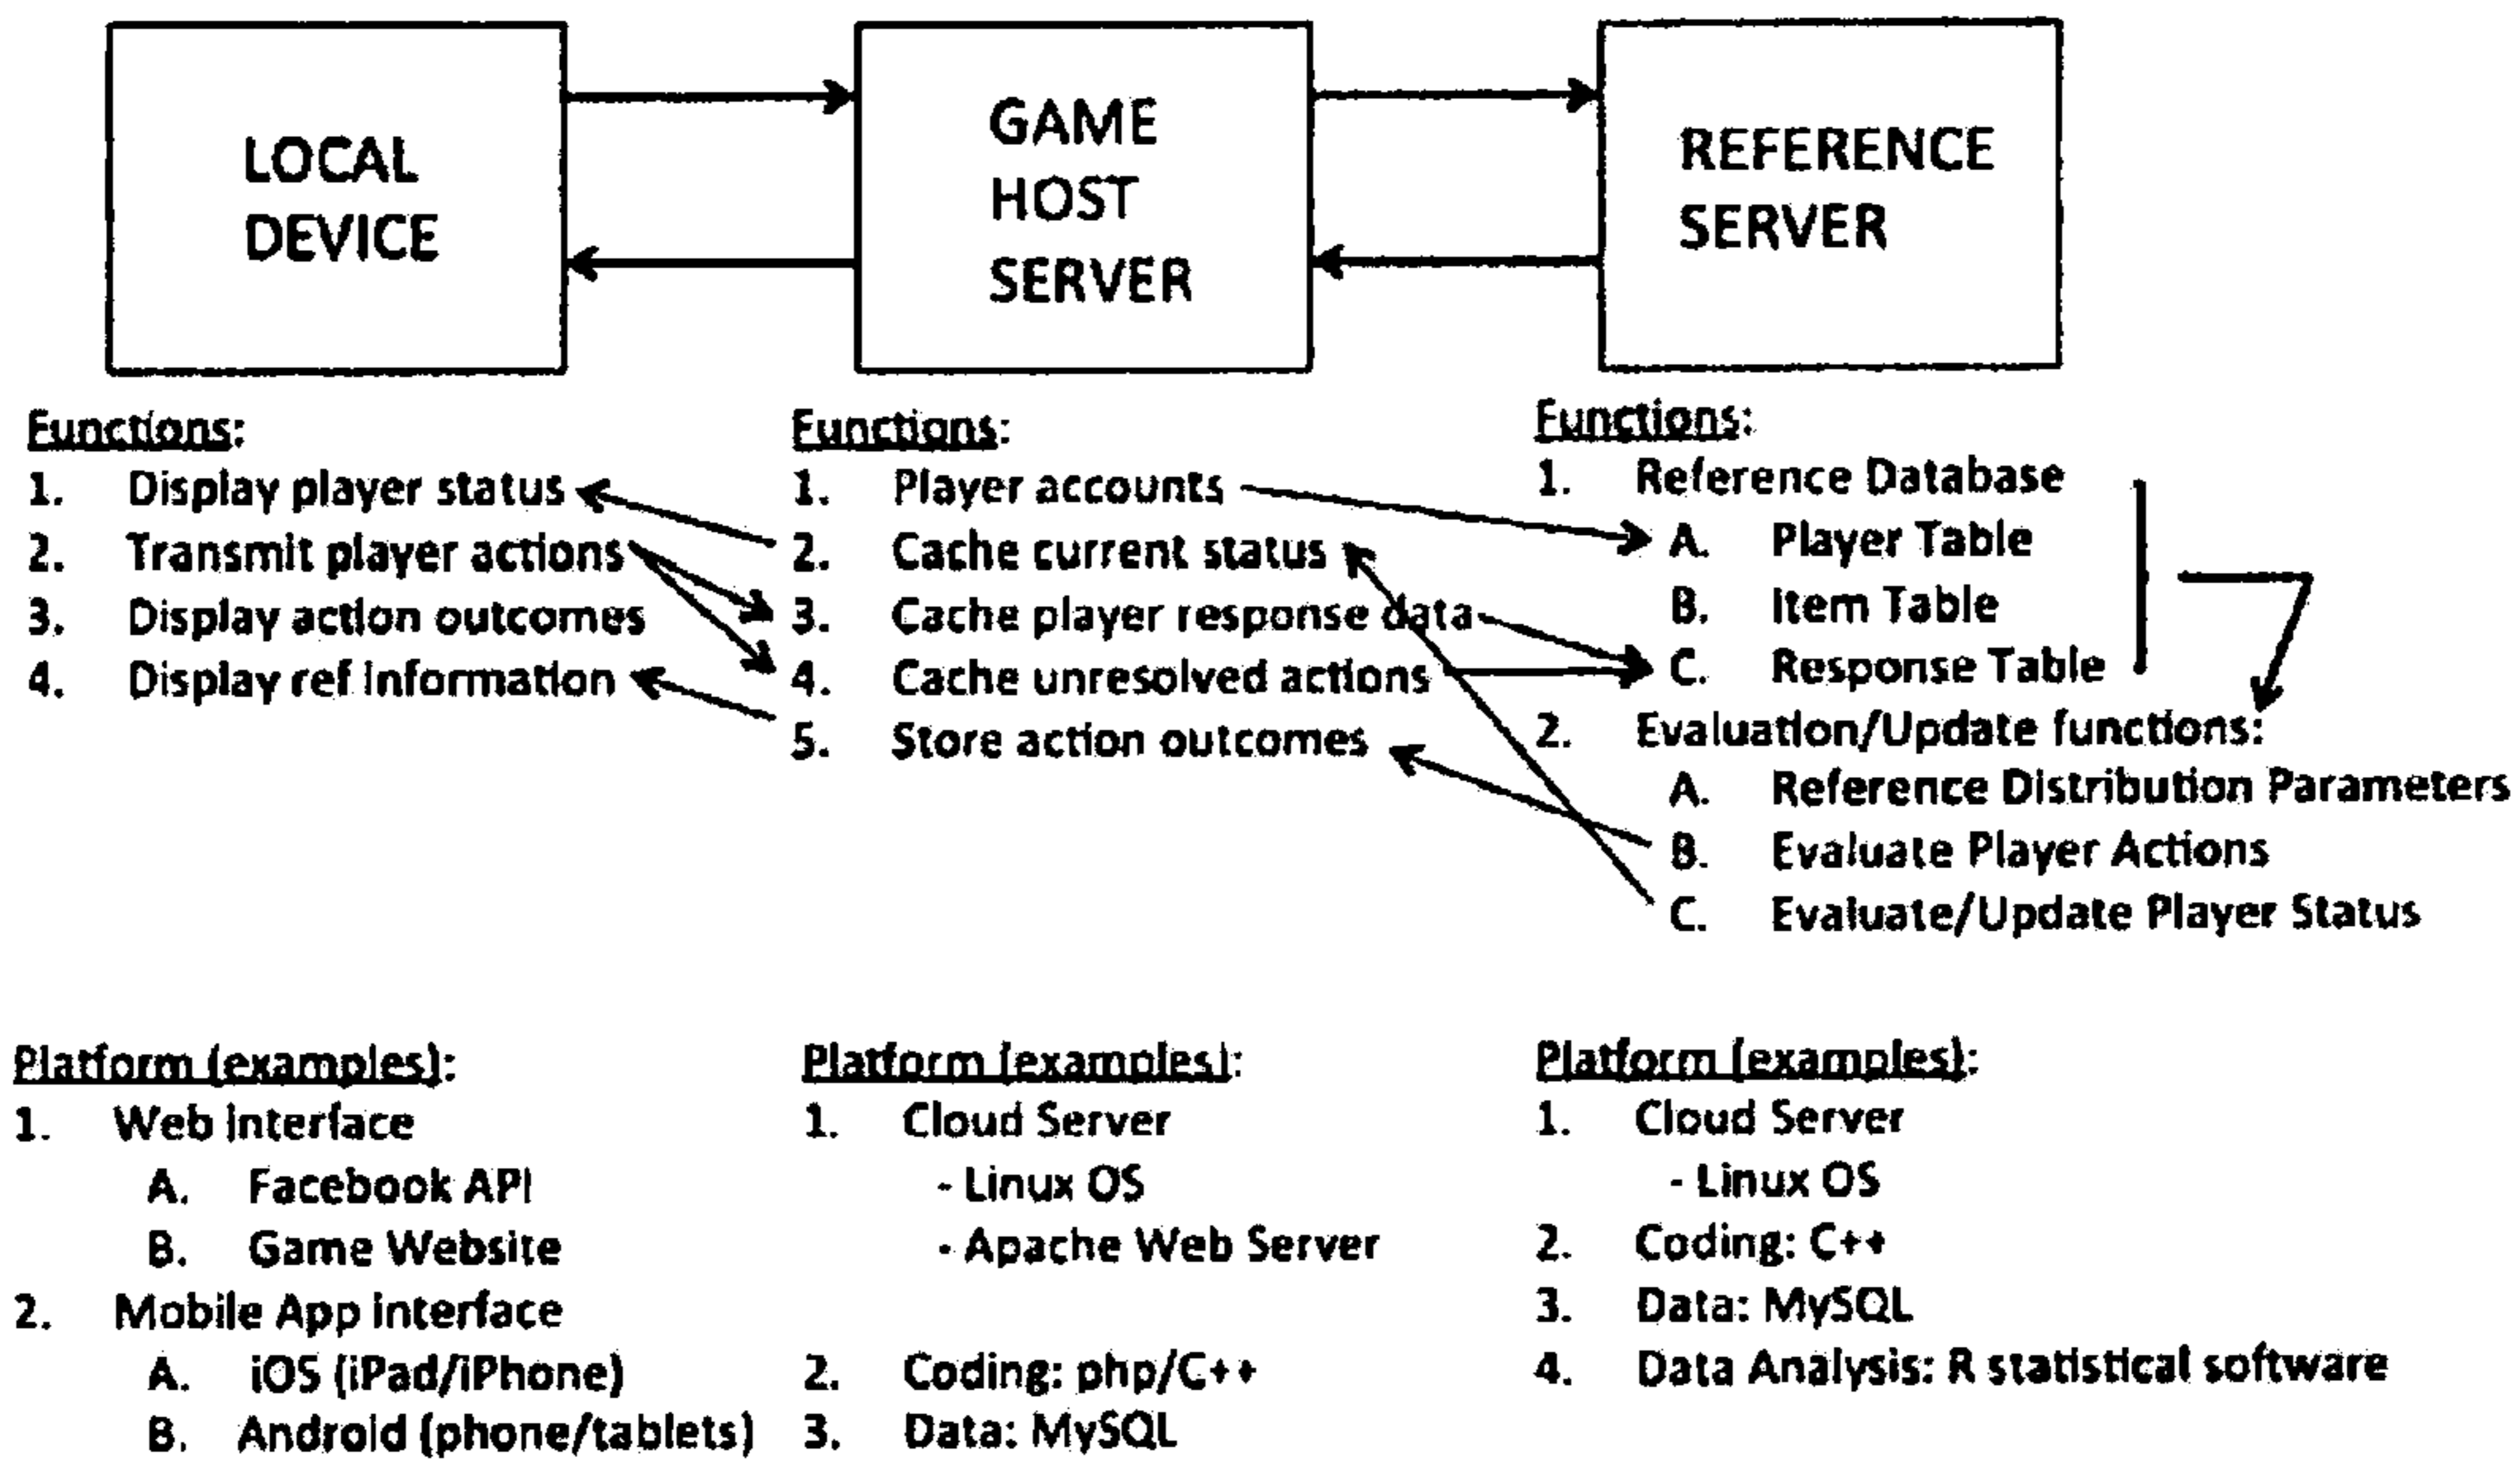 LOCAL
DEVICE
GAME
HOST
SERVER
REFERENCE
SERVER
Functions:
1. Display player status
2. Transmit player actions
3. Display action outcomes
4. Display ref information
Functions:
1. Player accounts
2. Cache current status
3. Cache player response data
4. Cache unresolved actions
5. Store action outcomes
Functions:
1. Reference Database
A. Player Table
B. Item Table
C. Response Table
2. Evaluation/Update functions:
A. Reference Distribution Parameters
B. Evaluate Player Actions
C. Evaluate/Update Player Status
Platform (examples):
1. Web interface
A. Facebook API
B. Game Website
2. Mobile App interface
A. iOS (iPad/iPhone)
B. Android (phone/tablets)
Platform (examples):
1. Cloud Server
- Linux OS
- Apache Web Server
2. Coding: php/C++
3. Data: MySQL
Platform (examples):
1. Cloud Server
- Linux OS
2. Coding: C++
3. Data: MySQL
4. Data Analysis: R statistical software